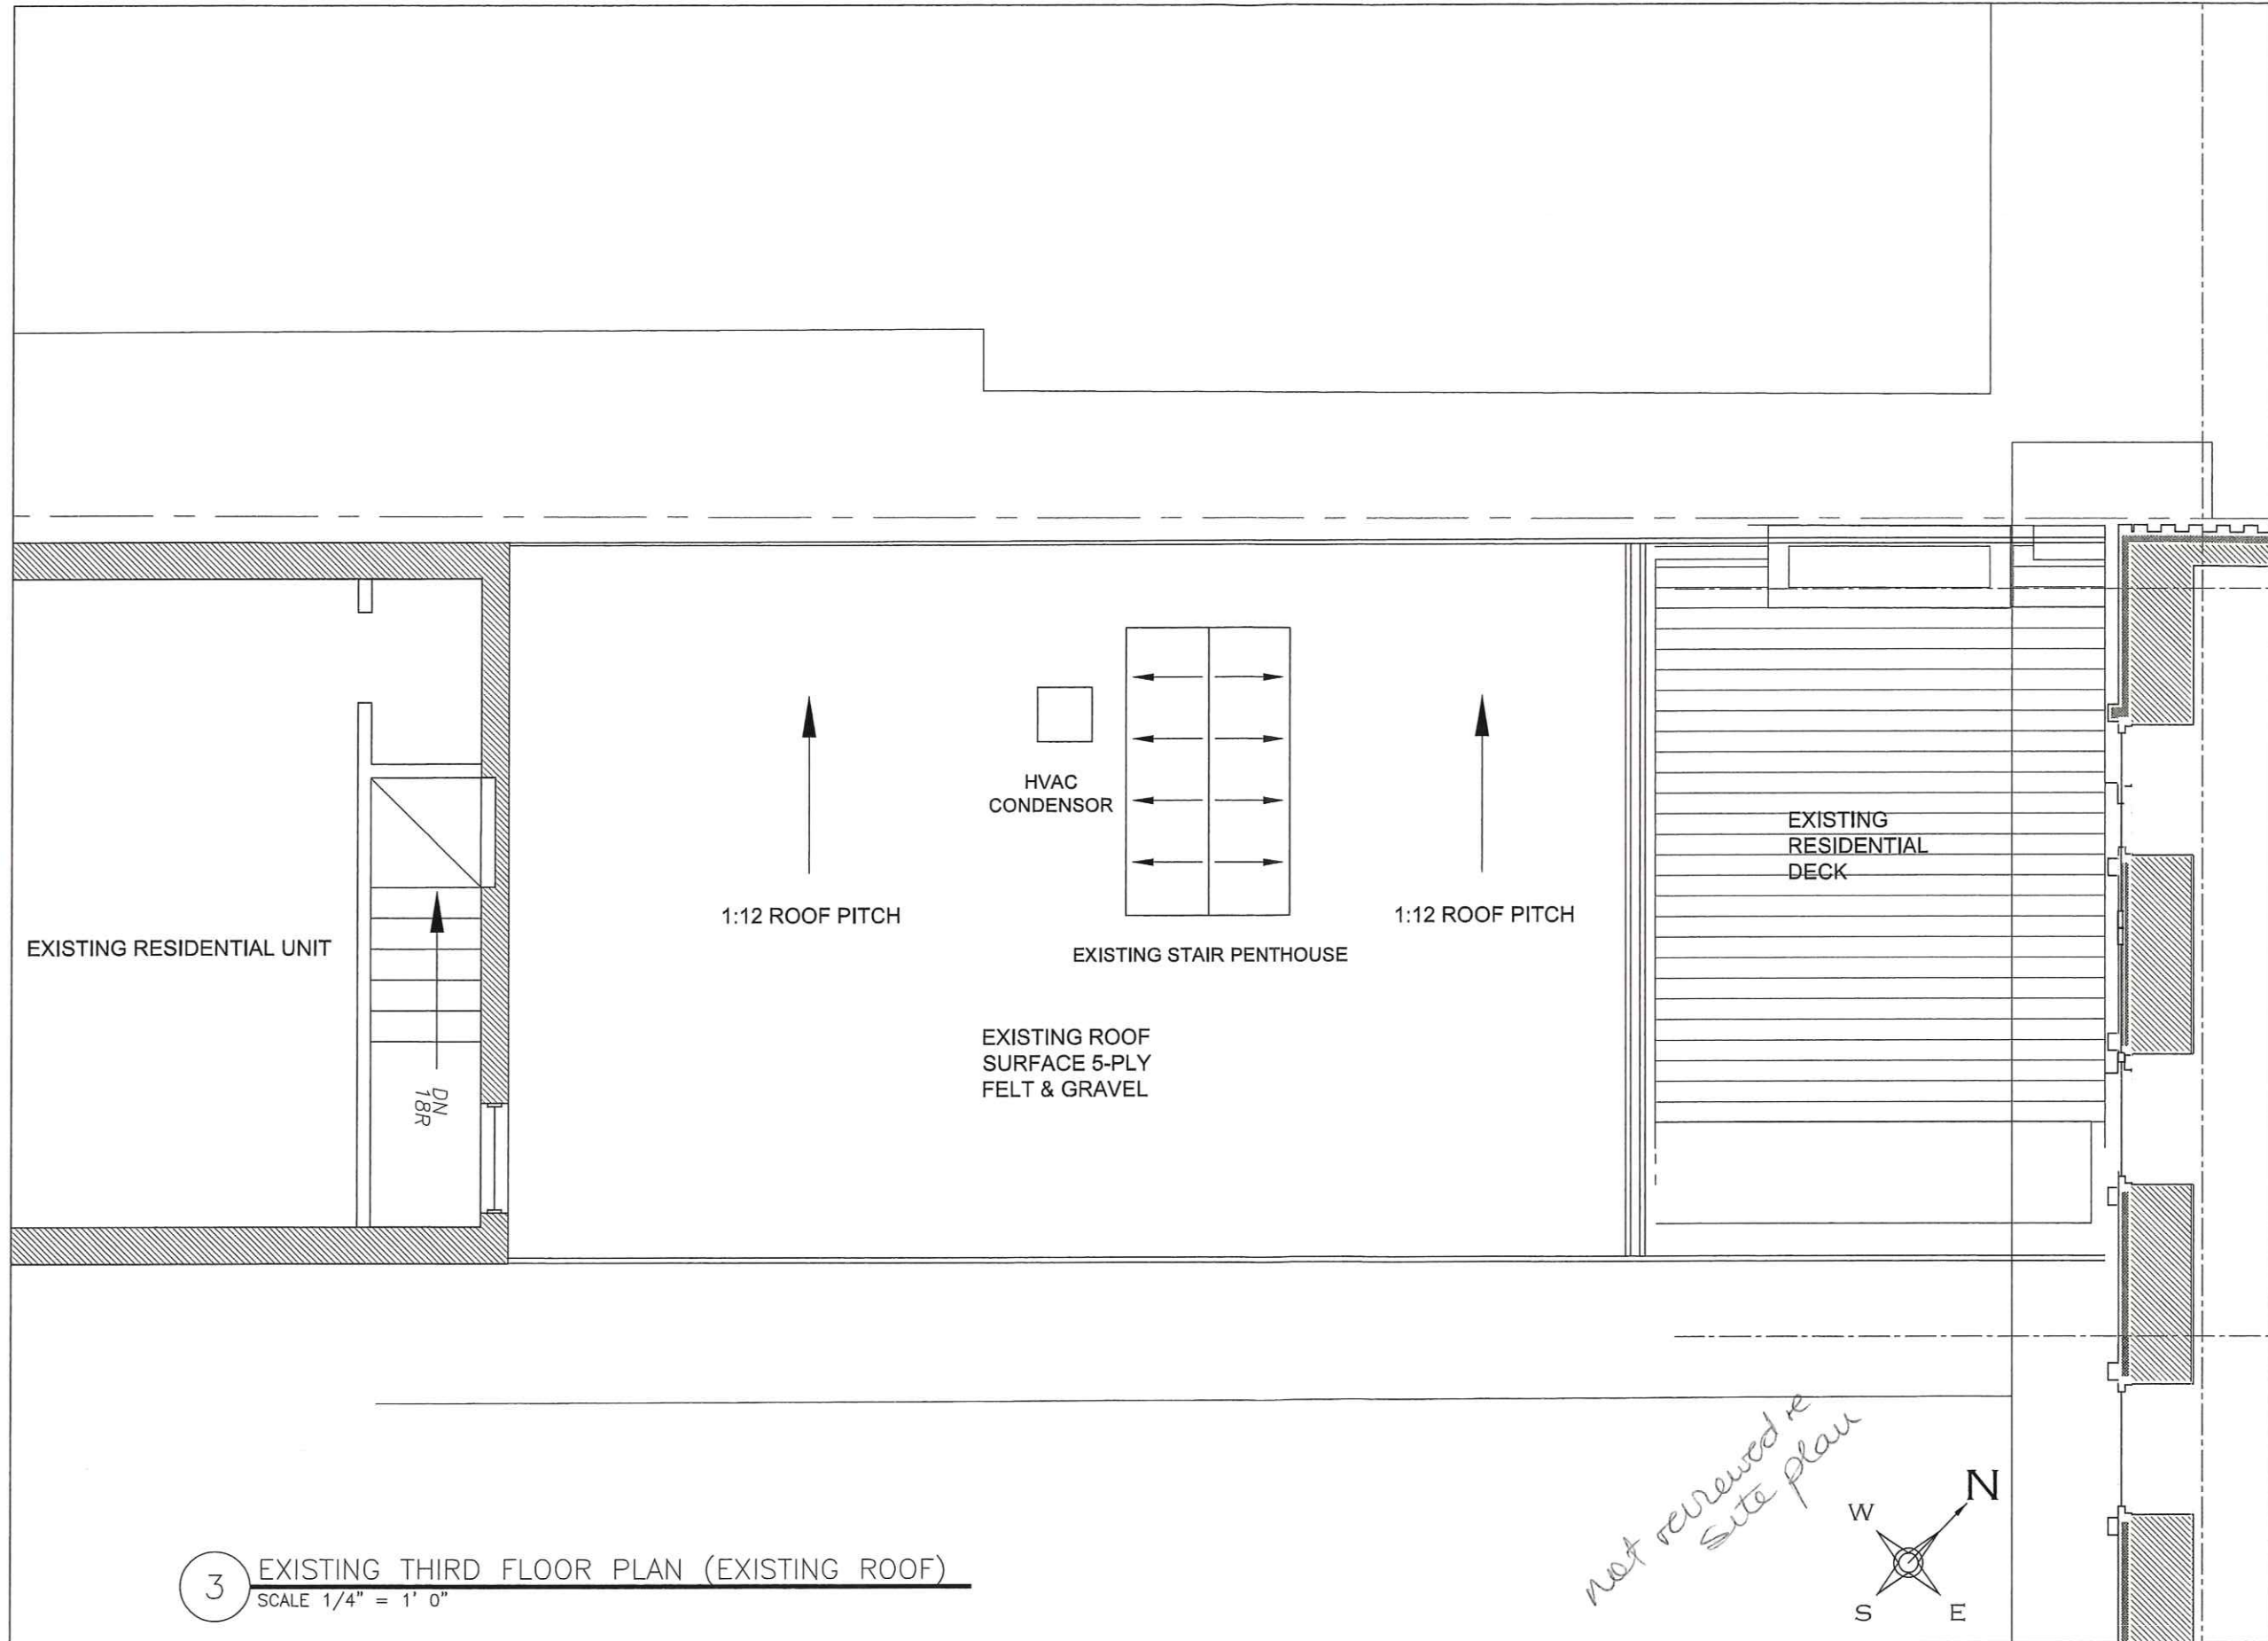 HVAC
CONDENSOR
1:12 ROOF PITCH
1:12 ROOF PITCH
EXISTING
RESIDENTIAL
DECK
EXISTING RESIDENTIAL UNIT
EXISTING STAIR PENTHOUSE
EXISTING ROOF
SURFACE 5-PLY
FELT & GRAVEL
DN
18R
not reviewed re
site plan
N
W
S
E
3
EXISTING THIRD FLOOR PLAN (EXISTING ROOF)
SCALE 1/4" = 1' 0"